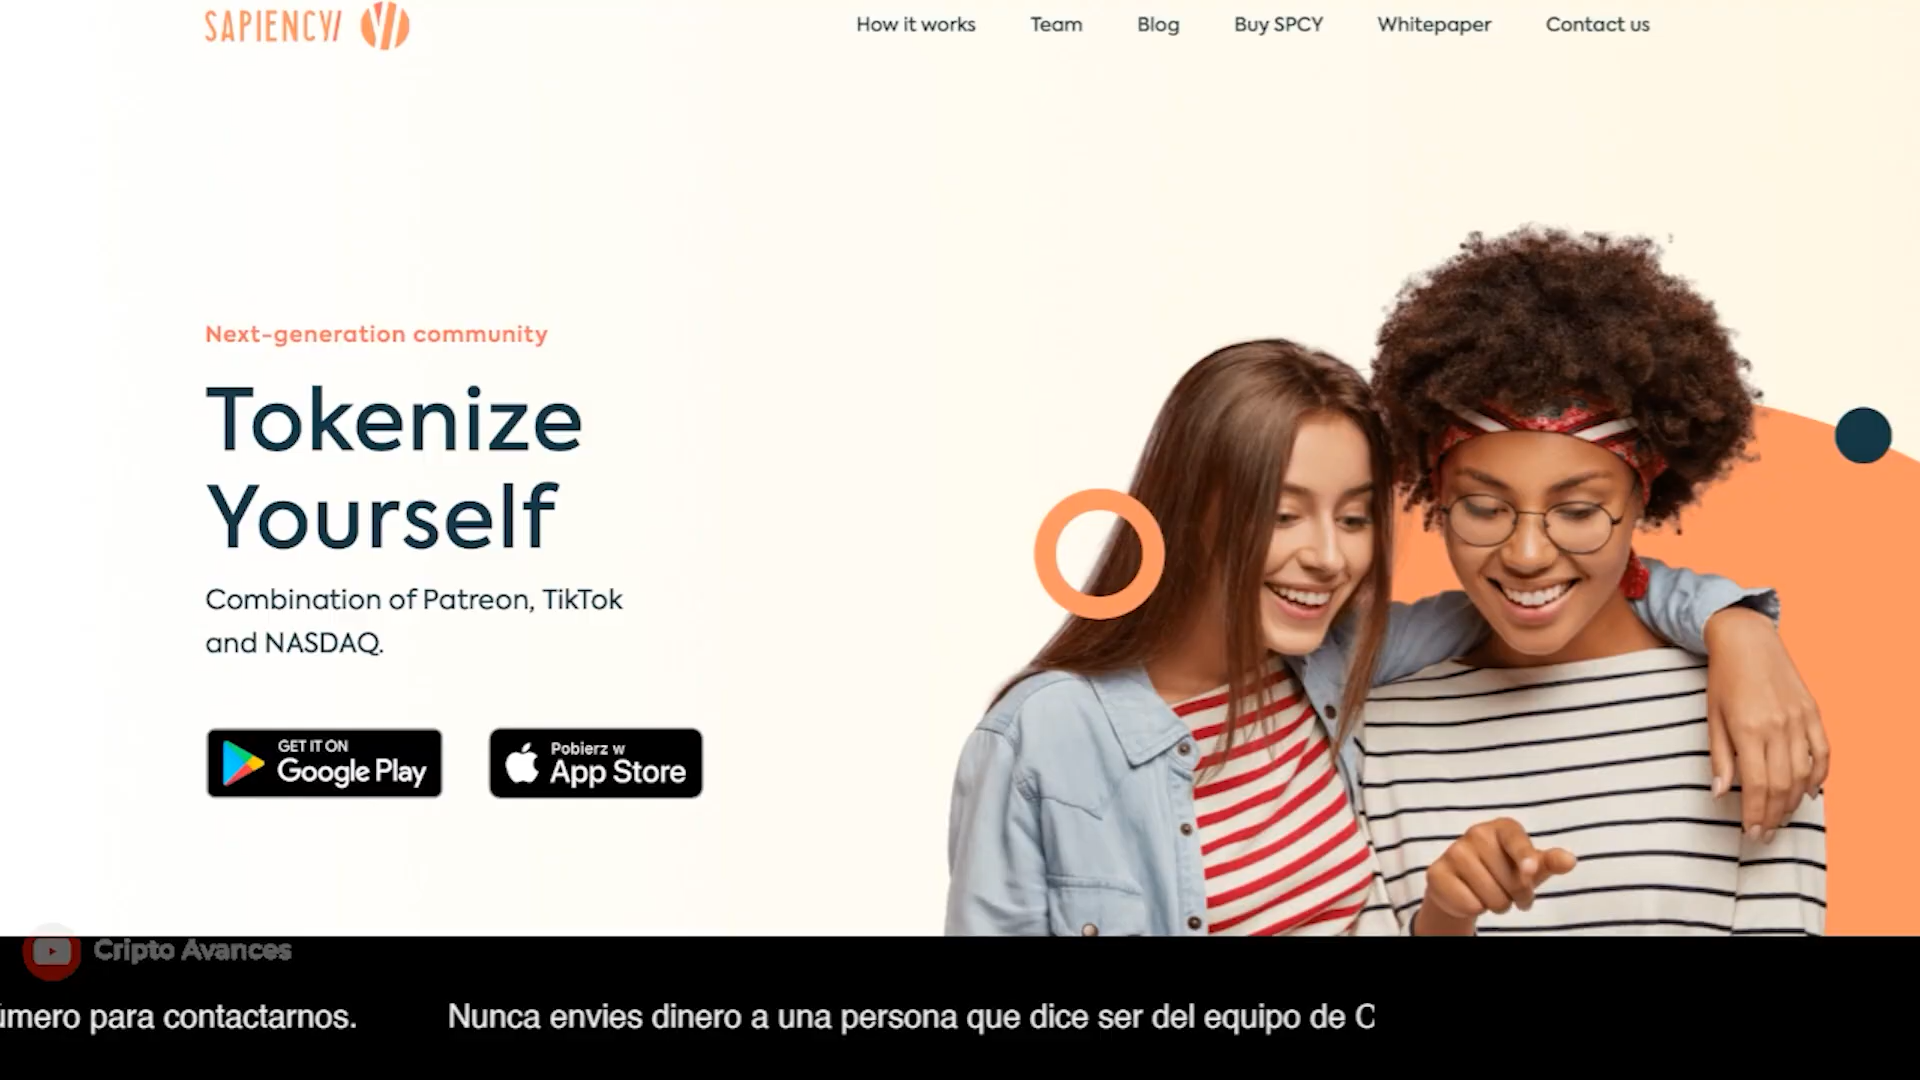 SAPIENCY
How it works
Team
Blog
Buy SPCY
Whitepaper
Contact us
Next-generation community
Tokenize
Yourself
Combination of Patreon, TikTok
and NASDAQ.
GET IT ON
Google Play
Pobierz w
App Store
Cripto Avances
para contactarnos.
Nunca envies dinero a una persona que dice ser del equipo de